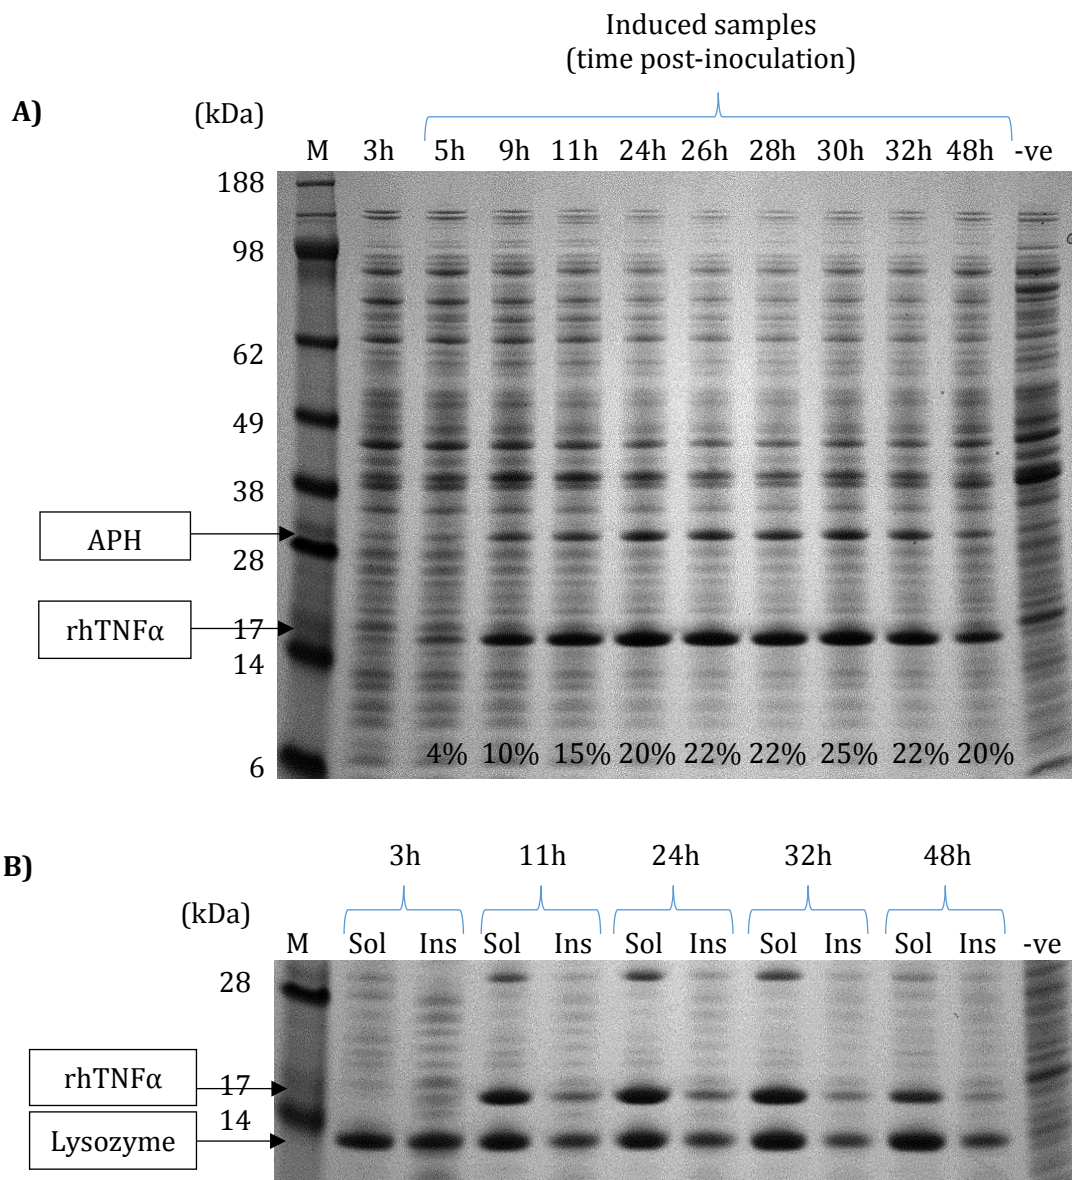 Induced samples
(time post-inoculation)
A)
(kDa)
M 3h 5h 9h 11h 24h 26h 28h 30h 32h 48h -ve
188
98
62
49
38
APH
28
rhTNFα
17
14
4% 10% 15% 20% 22% 22% 25% 22% 20%
6
B)
3h 11h 24h 32h 48h
(kDa)
M Sol Ins Sol Ins Sol Ins Sol Ins Sol Ins -ve
28
rhTNFα
17
14
Lysozyme